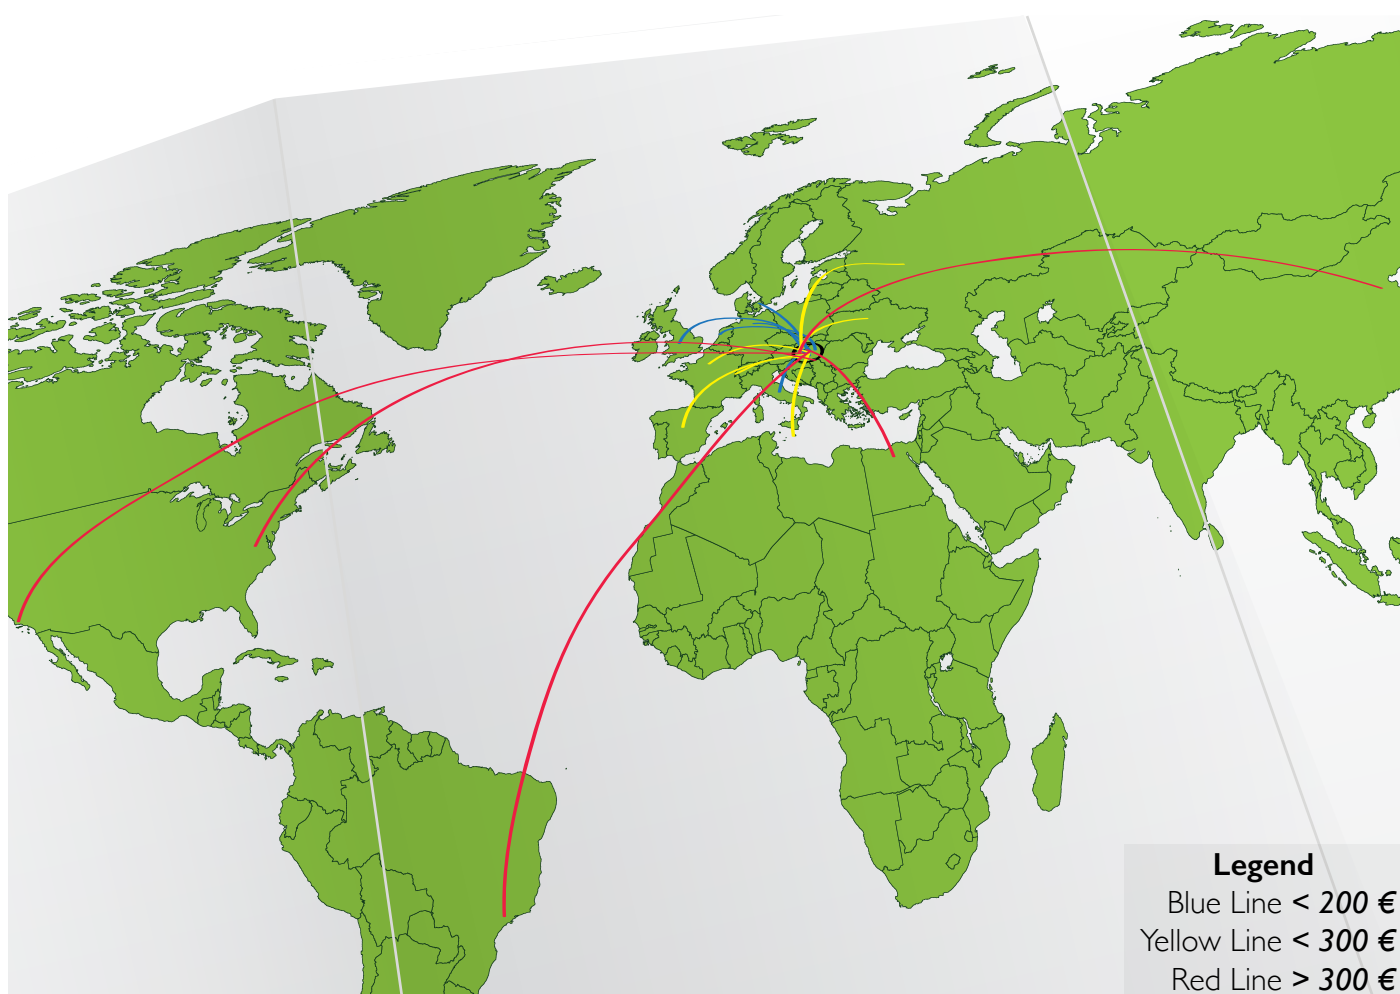 Legend
Blue Line < 200 €
Yellow Line < 300 €
Red Line > 300 €